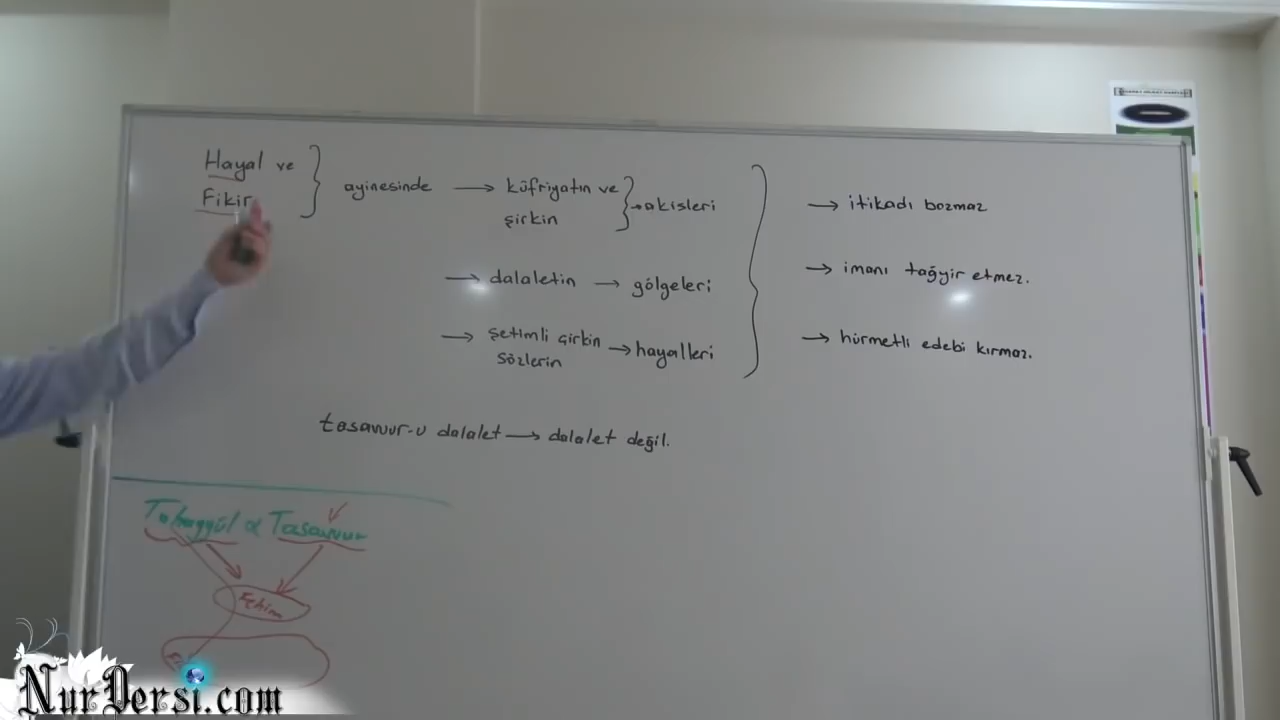 Hayal ve
Fikir
ayinesinde → küfriyatın ve
şirkin
→ akisleri
→ dalaletin → gölgeleri
→ şetimli çirkin
sözlerin
→ hayalleri
→ itikadı bozmaz
→ imanı tağyir etmez.
→ hürmetli edebi kırmaz.
tasavvur-u dalalet → dalalet değil.
Tahayyül Tasavvur
NurDersi.com